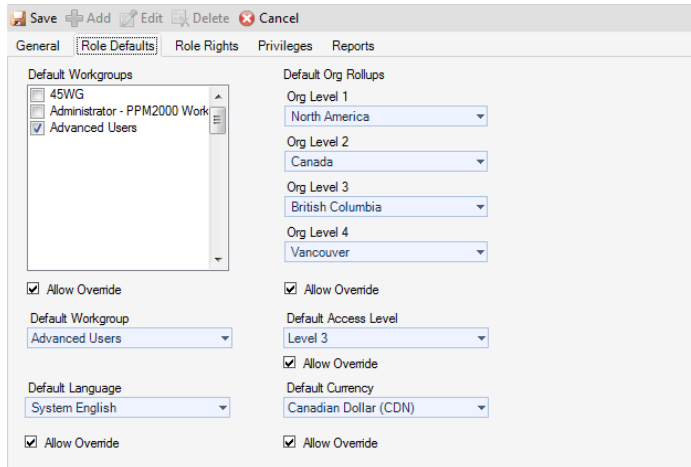 Save Add Edit Delete Cancel
General Role Defaults Role Rights Privileges Reports
Default Workgroups
45WG
Administrator - PPM2000 Work
Advanced Users
Allow Override
Default Workgroup
Advanced Users
Default Language
System English
Allow Override
Default Org Rollups
Org Level 1
North America
Org Level 2
Canada
Org Level 3
British Columbia
Org Level 4
Vancouver
Allow Override
Default Access Level
Level 3
Allow Override
Default Currency
Canadian Dollar (CDN)
Allow Override